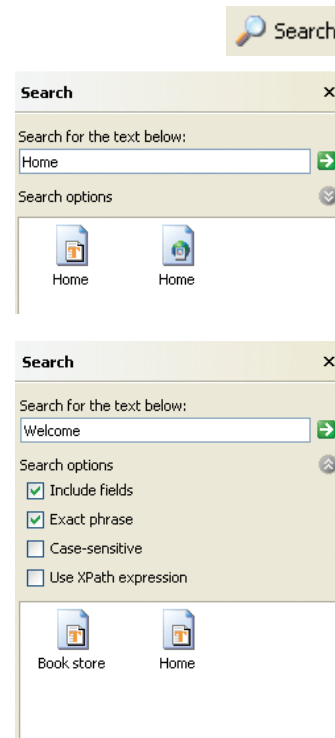 Search
Search
Search for the text below:
Home
Search options
Home Home
Search
Search for the text below:
Welcome
Search options
Include fields
Exact phrase
Case-sensitive
Use XPath expression
Book store Home